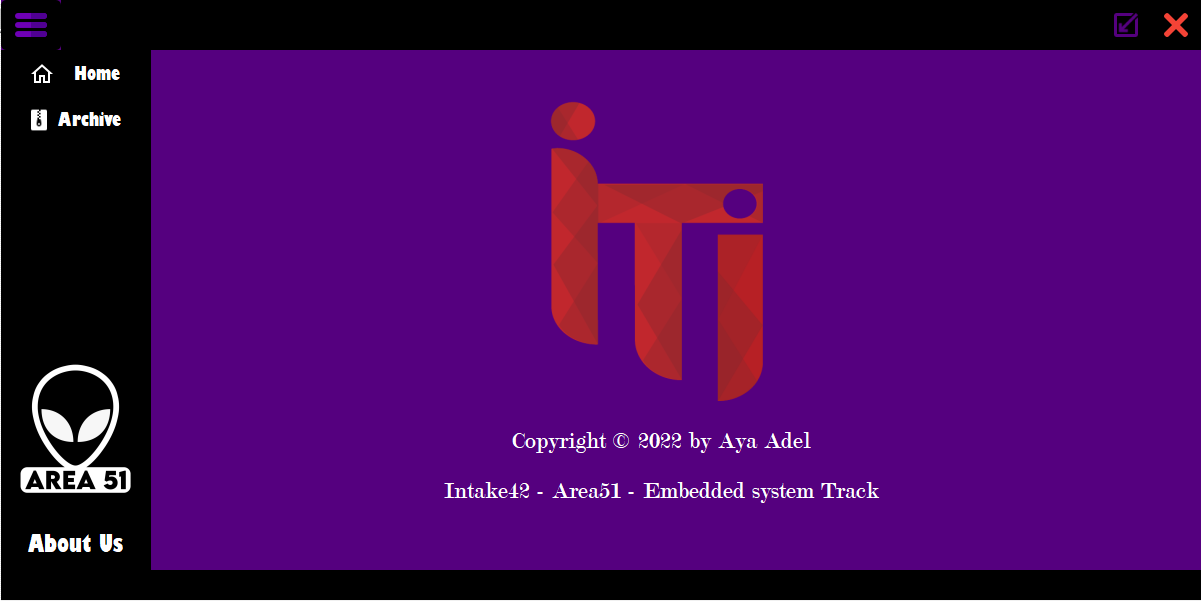 Home
Archive
iTi
AREA 51
About Us
Copyright © 2022 by Aya Adel
Intake42 - Area51 - Embedded system Track